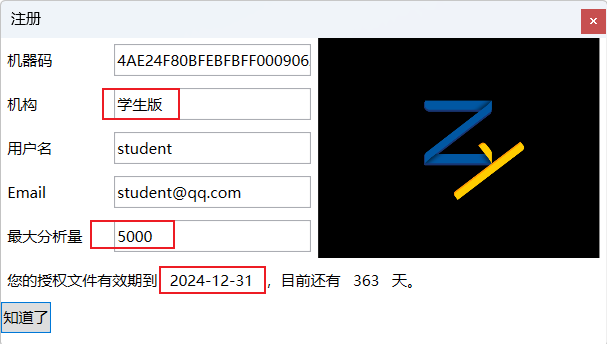 注册
机器码 4AE24F80BFEBFBFF000906
机构 学生版
用户名 student
Email student@qq.com
最大分析量 5000
您的授权文件有效期到 2024-12-31，目前还有 363 天。
知道了